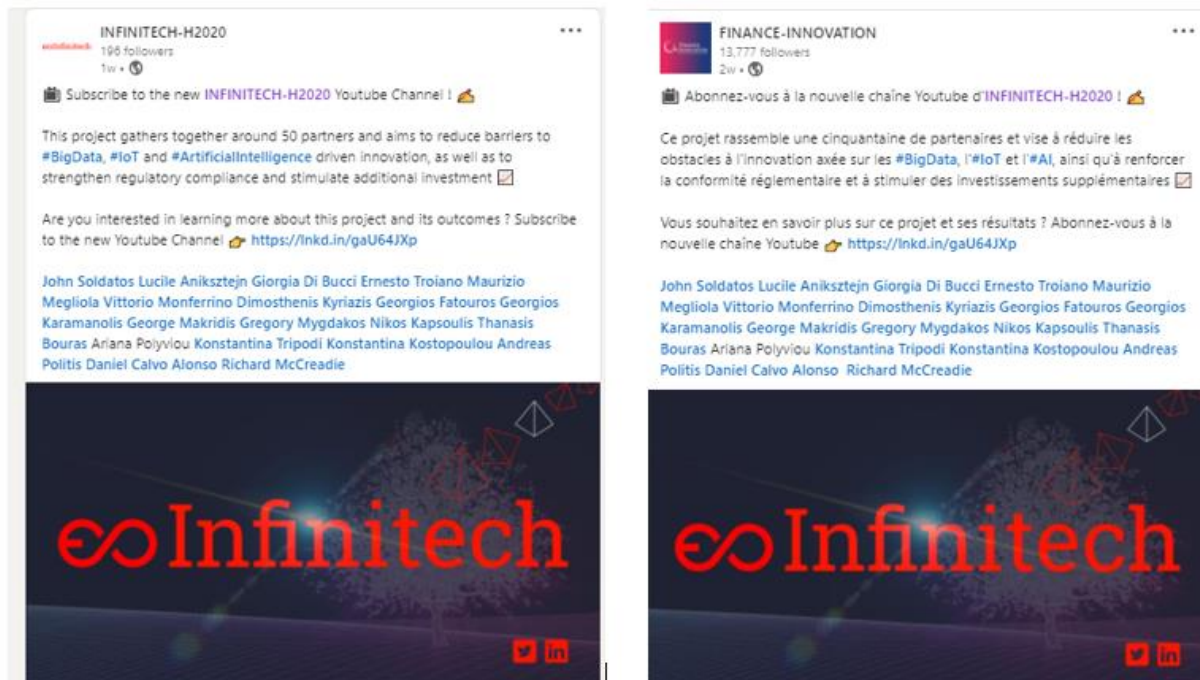 INFINITECH-H2020
196 followers
1w •
Subscribe to the new INFINITECH-H2020 Youtube Channel !
This project gathers together around 50 partners and aims to reduce barriers to
#BigData, #IoT and #ArtificialIntelligence driven innovation, as well as to
strengthen regulatory compliance and stimulate additional investment
Are you interested in learning more about this project and its outcomes ? Subscribe
to the new Youtube Channel 👉 https://lnkd.in/gaU64JXp
John Soldatos Lucile Aniksztejn Giorgia Di Bucci Ernesto Troiano Maurizio
Megliola Vittorio Monferrino Dimosthenis Kyriazis Georgios Fatouros Georgios
Karamanolis George Makridis Gregory Mygdakos Nikos Kapsoulis Thanasis
Bouras Ariana Polyviou Konstantina Tripodi Konstantina Kostopoulou Andreas
Politis Daniel Calvo Alonso Richard McCreadie
Infinitech
FINANCE-INNOVATION
13,777 followers
2w •
Abonnez-vous à la nouvelle chaîne Youtube d'INFINITECH-H2020 !
Ce projet rassemble une cinquantaine de partenaires et vise à réduire les
obstacles à l'innovation axée sur les #BigData, l'#IoT et l'#AI, ainsi qu'à renforcer
la conformité réglementaire et à stimuler des investissements supplémentaires
Vous souhaitez en savoir plus sur ce projet et ses résultats ? Abonnez-vous à la
nouvelle chaîne Youtube 👉 https://lnkd.in/gaU64JXp
John Soldatos Lucile Aniksztejn Giorgia Di Bucci Ernesto Troiano Maurizio
Megliola Vittorio Monferrino Dimosthenis Kyriazis Georgios Fatouros Georgios
Karamanolis George Makridis Gregory Mygdakos Nikos Kapsoulis Thanasis
Bouras Ariana Polyviou Konstantina Tripodi Konstantina Kostopoulou Andreas
Politis Daniel Calvo Alonso Richard McCreadie
Infinitech